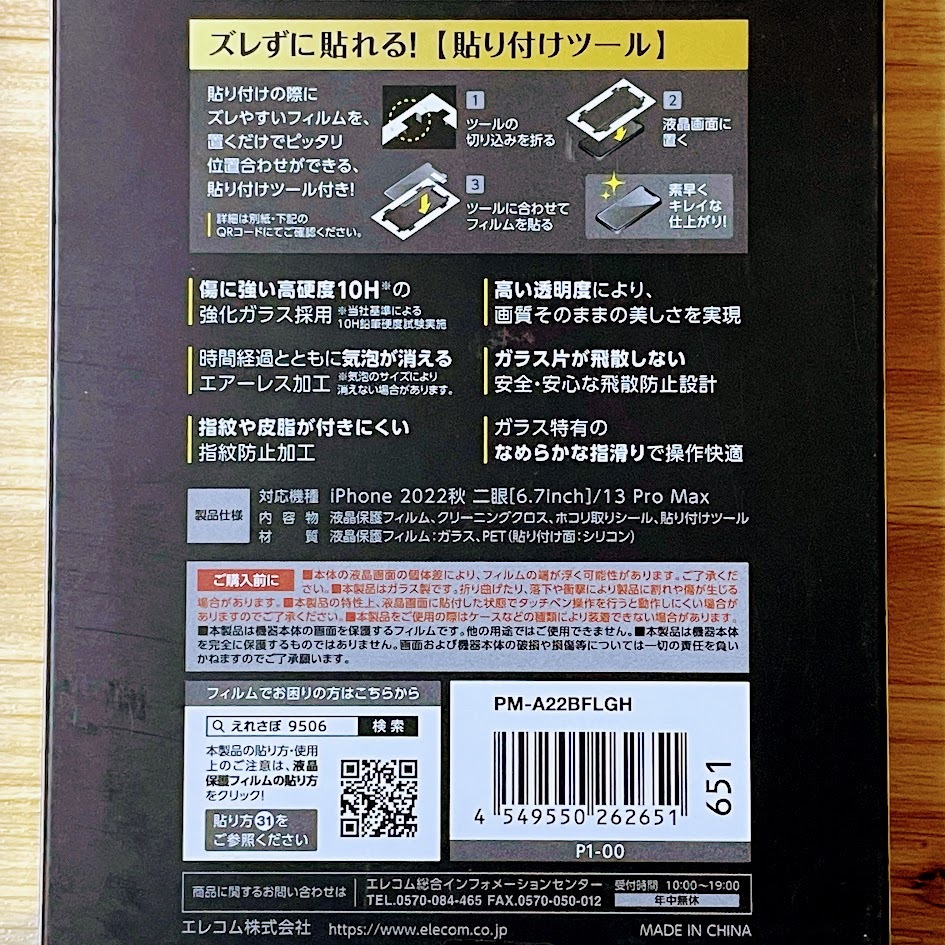 ズレずに貼れる!【貼り付けツール】
貼り付けの際に
ズレやすいフィルムを、
置くだけでピッタリ
位置合わせができる、
貼り付けツール付き!
詳細は別紙・下記の
QRコードにてご確認ください。
1
ツールの
切り込みを折る
2
液晶画面に
置く
3
ツールに合わせて
フィルムを貼る
素早く
キレイな
仕上がり!
傷に強い高硬度10H※の
強化ガラス採用 ※当社基準による
10H鉛筆硬度試験実施
高い透明度により、
画質そのままの美しさを実現
時間経過とともに気泡が消える
エアーレス加工 ※気泡のサイズにより
消えない場合があります。
ガラス片が飛散しない
安全・安心な飛散防止設計
指紋や皮脂が付きにくい
指紋防止加工
ガラス特有の
なめらかな指滑りで操作快適
製品仕様
対応機種 iPhone 2022秋 二眼[6.7inch]/13 Pro Max
内容物 液晶保護フィルム、クリーニングクロス、ホコリ取りシール、貼り付けツール
材質 液晶保護フィルム:ガラス、PET(貼り付け面:シリコン)
ご購入前に ■本体の液晶画面の個体差により、フィルムの端が浮く可能性があります。ご了承くだ
さい。■本製品はガラス製です。折り曲げたり、落下や衝撃により製品に割れや傷が生じる
場合があります。■本製品の特性上、液晶画面に貼付した状態でタッチペン操作を行うと動作しにくい場合が
ありますのでご了承ください。■本製品をご使用の際はケースなどの種類により装着できない場合があります。
■本製品は機器本体の画面を保護するフィルムです。他の用途ではご使用できません。■本製品は機器本体
を完全に保護するものではありません。画面および機器本体の破損や損傷等については一切の責任を負い
かねますのでご了承願います。
フィルムでお困りの方はこちらから
えれさぽ 9506 検索
本製品の貼り方・使用
上のご注意は、液晶
保護フィルムの貼り方
をクリック!
貼り方31を
ご参照ください
PM-A22BFLGH
4 549550 262651
651
P1-00
商品に関するお問い合わせは
エレコム総合インフォメーションセンター
TEL.0570-084-465 FAX.0570-050-012
受付時間 10:00〜19:00
年中無休
エレコム株式会社 https://www.elecom.co.jp MADE IN CHINA